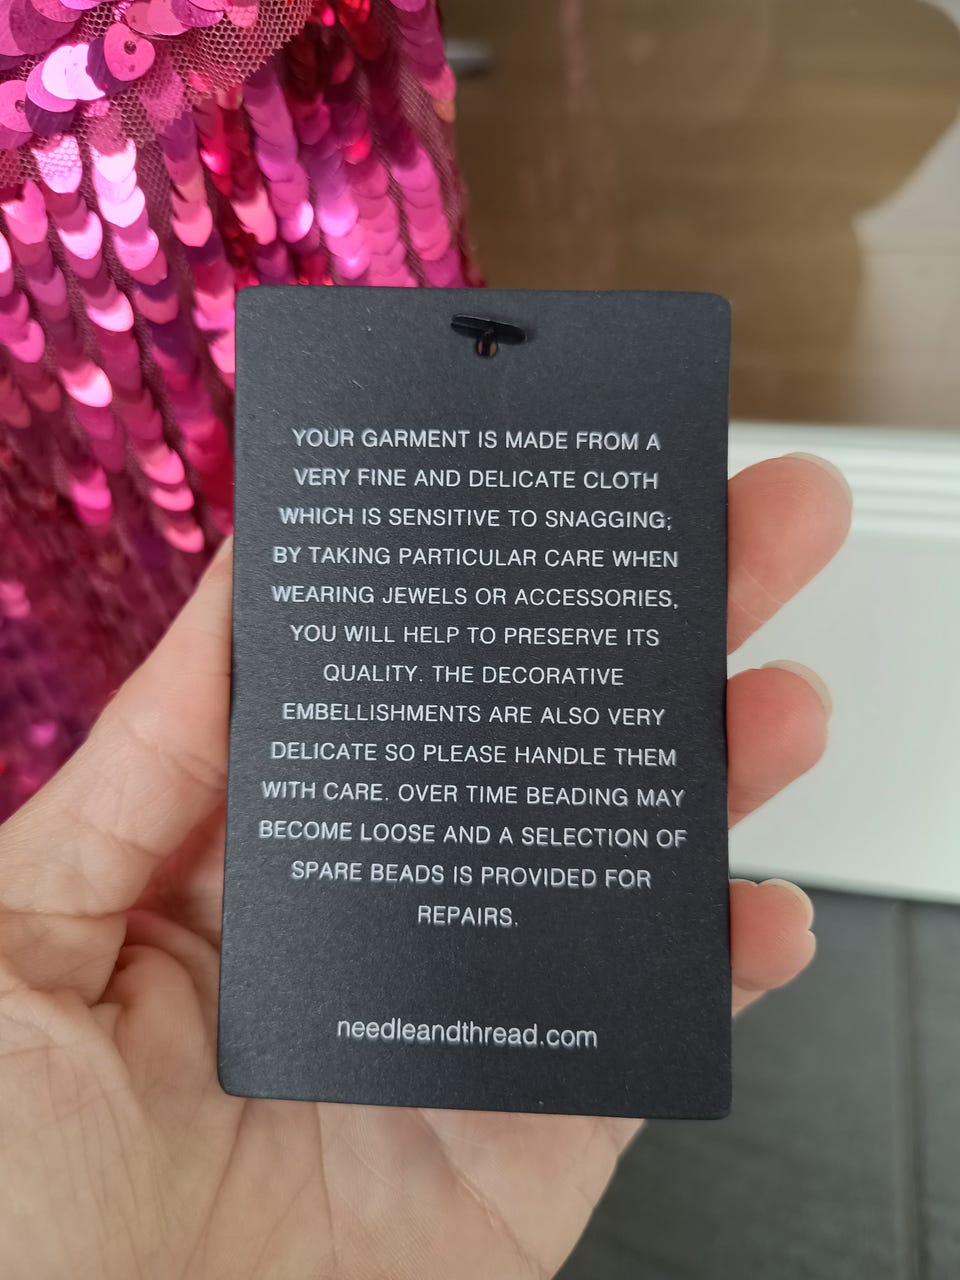 YOUR GARMENT IS MADE FROM A
VERY FINE AND DELICATE CLOTH
WHICH IS SENSITIVE TO SNAGGING;
BY TAKING PARTICULAR CARE WHEN
WEARING JEWELS OR ACCESSORIES,
YOU WILL HELP TO PRESERVE ITS
QUALITY. THE DECORATIVE
EMBELLISHMENTS ARE ALSO VERY
DELICATE SO PLEASE HANDLE THEM
WITH CARE. OVER TIME BEADING MAY
BECOME LOOSE AND A SELECTION OF
SPARE BEADS IS PROVIDED FOR
REPAIRS.
needleandthread.com